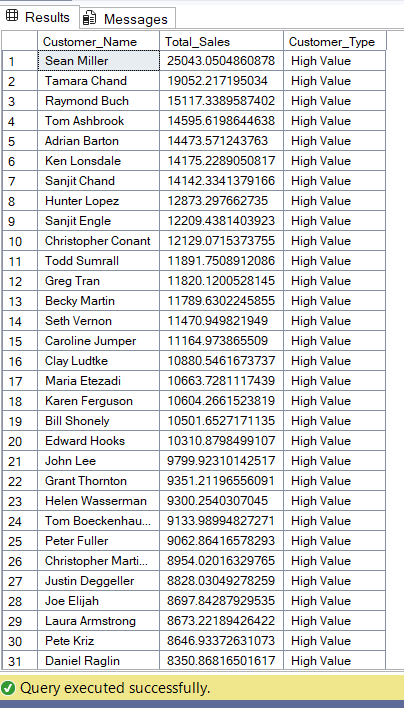 Results Messages
Customer_Name Total_Sales Customer_Type
1 Sean Miller 25043.0504860878 High Value
2 Tamara Chand 19052.217195034 High Value
3 Raymond Buch 15117.3389587402 High Value
4 Tom Ashbrook 14595.6198644638 High Value
5 Adrian Barton 14473.571243763 High Value
6 Ken Lonsdale 14175.2289050817 High Value
7 Sanjit Chand 14142.3341379166 High Value
8 Hunter Lopez 12873.297662735 High Value
9 Sanjit Engle 12209.4381403923 High Value
10 Christopher Conant 12129.0715373755 High Value
11 Todd Sumrall 11891.7508912086 High Value
12 Greg Tran 11820.1200528145 High Value
13 Becky Martin 11789.6302245855 High Value
14 Seth Vernon 11470.949821949 High Value
15 Caroline Jumper 11164.973865509 High Value
16 Clay Ludtke 10880.5461673737 High Value
17 Maria Etezadi 10663.7281117439 High Value
18 Karen Ferguson 10604.2661523819 High Value
19 Bill Shonely 10501.6527171135 High Value
20 Edward Hooks 10310.8798499107 High Value
21 John Lee 9799.92310142517 High Value
22 Grant Thornton 9351.21196556091 High Value
23 Helen Wasserman 9300.2540307045 High Value
24 Tom Boeckenhau... 9133.98994827271 High Value
25 Peter Fuller 9062.86416578293 High Value
26 Christopher Marti... 8954.02016329765 High Value
27 Justin Deggeller 8828.03049278259 High Value
28 Joe Elijah 8697.84287929535 High Value
29 Laura Armstrong 8673.22189426422 High Value
30 Pete Kriz 8646.93372631073 High Value
31 Daniel Raglin 8350.86816501617 High Value
Query executed successfully.